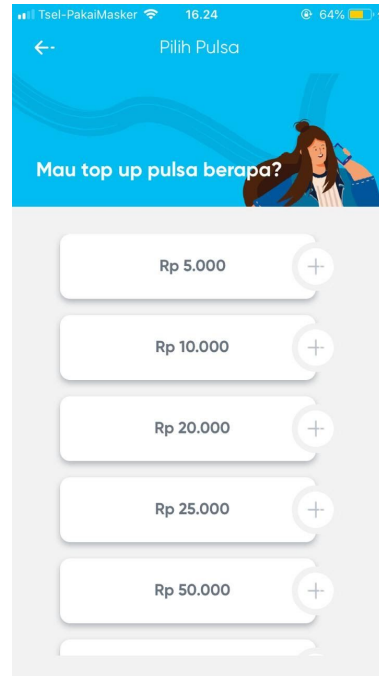 Tsel-PakaiMasker 16.24 64%
Pilih Pulsa
Mau top up pulsa berapa?
Rp 5.000
Rp 10.000
Rp 20.000
Rp 25.000
Rp 50.000